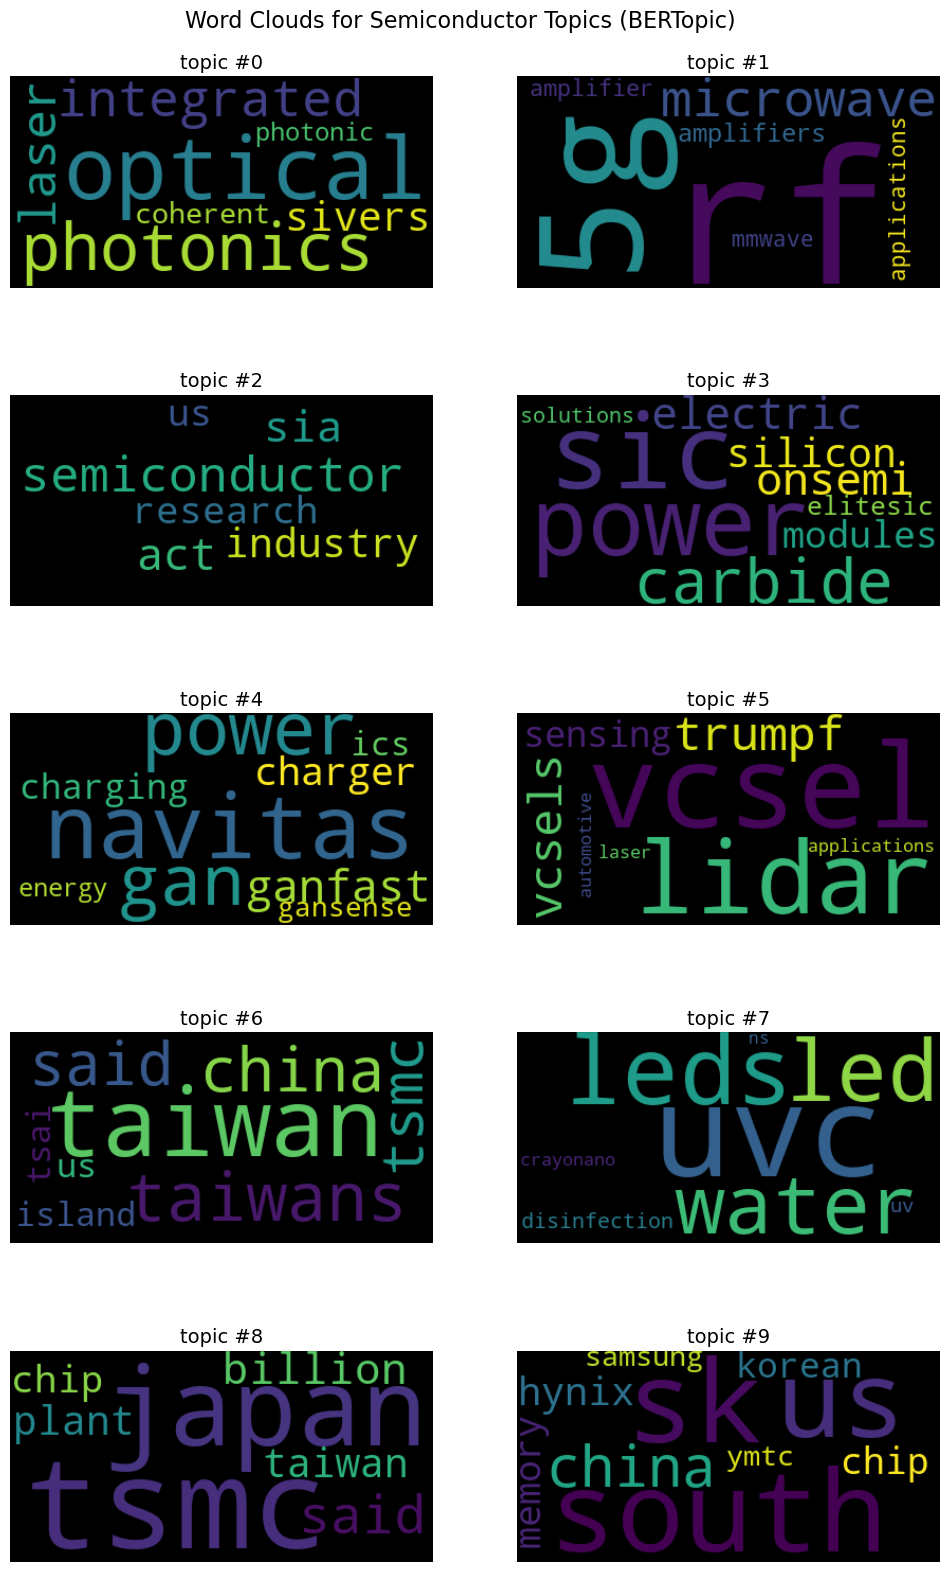 Word Clouds for Semiconductor Topics (BERTopic)
topic #0
laser
integrated
photonic
optical
coherent
sivers
photonics
topic #1
amplifier
microwave
5g
amplifiers
rf
mmwave
applications
topic #2
us
sia
semiconductor
research
act
industry
topic #3
solutions
electric
sic
silicon
onsemi
power
elitesic
modules
carbide
topic #4
power
ics
charger
charging
navitas
energy
gan
ganfast
gansense
topic #5
sensing
trumpf
vcsels
automotive
vcsel
laser
applications
lidar
topic #6
said
china
tsmc
taiwan
tsai
us
island
taiwans
topic #7
ns
leds
led
uvc
crayonano
water
uv
disinfection
topic #8
billion
chip
japan
plant
taiwan
tsmc
said
topic #9
samsung
korean
hynix
sk
us
memory
china
ymtc
chip
south